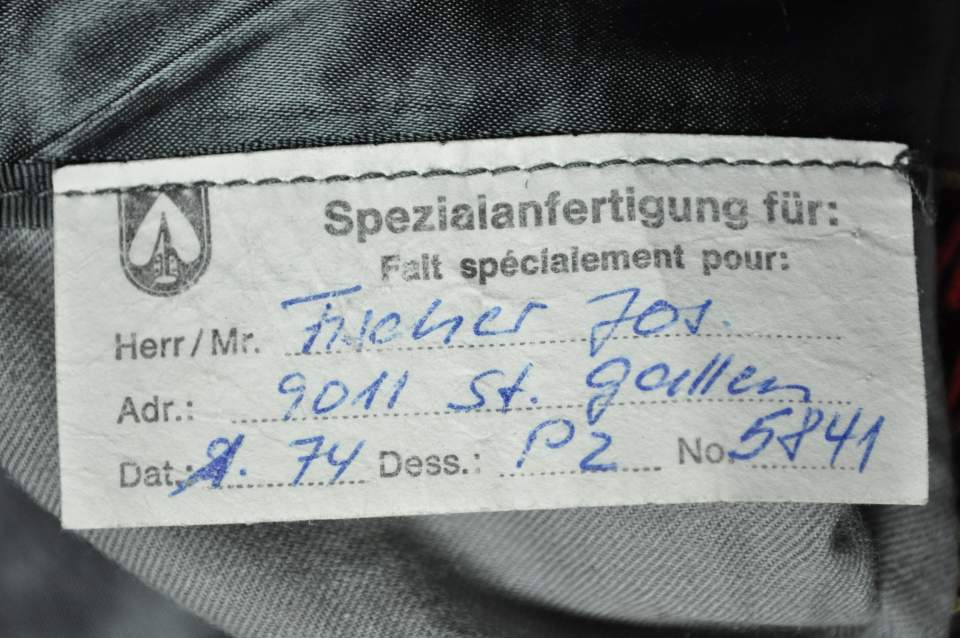 Spezialanfertigung für:
Fait spécialement pour:
Herr/Mr. Fischer Jos.
Adr.: 9011 St. Gallen
Dat.: 74 Dess.: P2 No. 5841